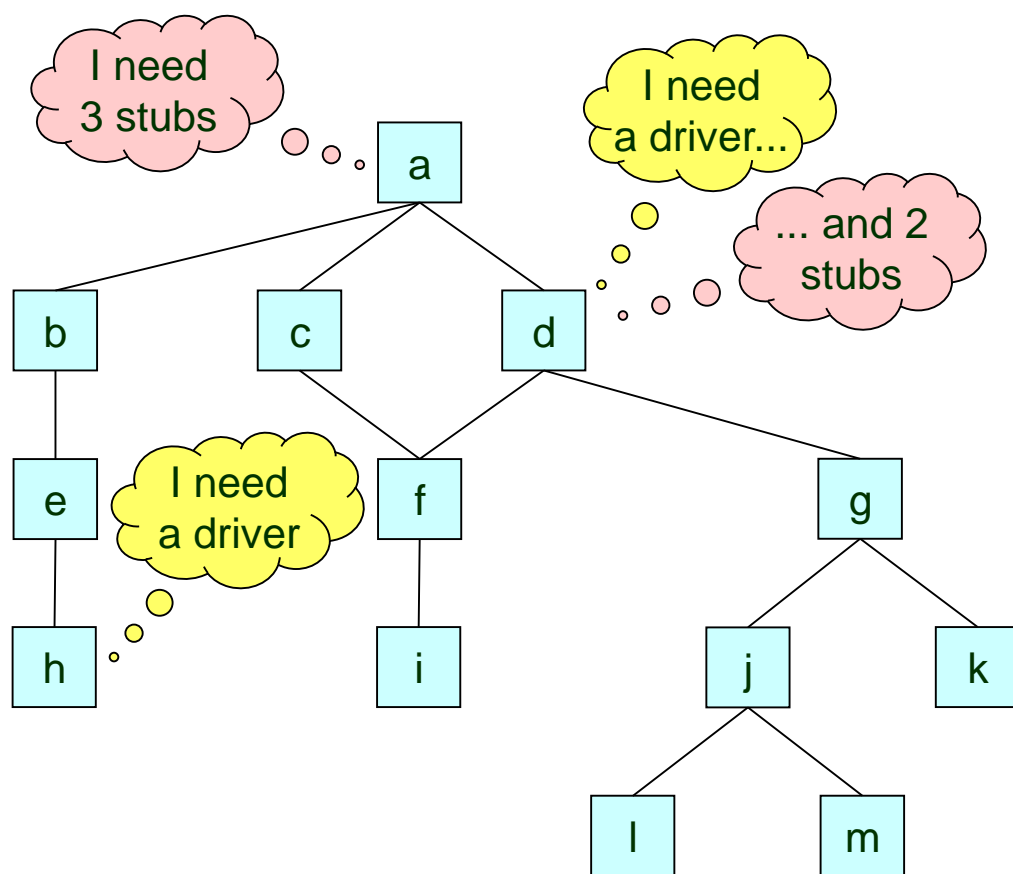 I need
3 stubs
I need
a driver...
a
... and 2
stubs
b
c
d
I need
a driver
e
f
g
h
i
j
k
l
m